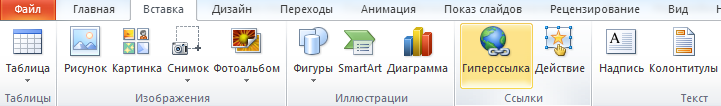 Файл Главная Вставка Дизайн Переходы Анимация Показ слайдов Рецензирование Вид
Таблица Рисунок Картинка Снимок Фотоальбом Фигуры SmartArt Диаграмма Гиперссылка Действие Надпись Колонтитулы
Таблицы Изображения Иллюстрации Ссылки Текст